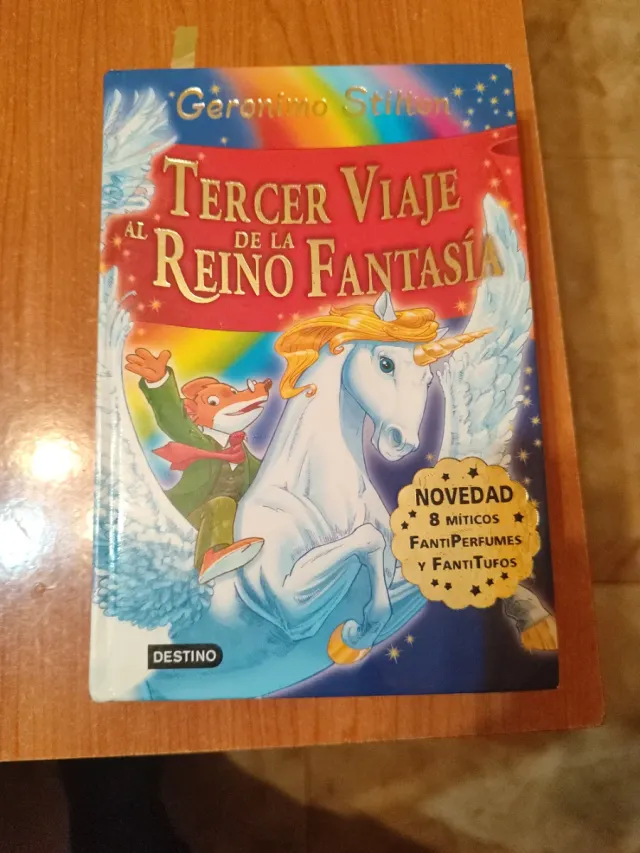 Geronimo Stilton
TERCER VIAJE
AL REINO DE LA FANTASÍA
NOVEDAD
8 MÍTICOS
FANTIPERFUMES
Y FANTITUFOS
DESTINO